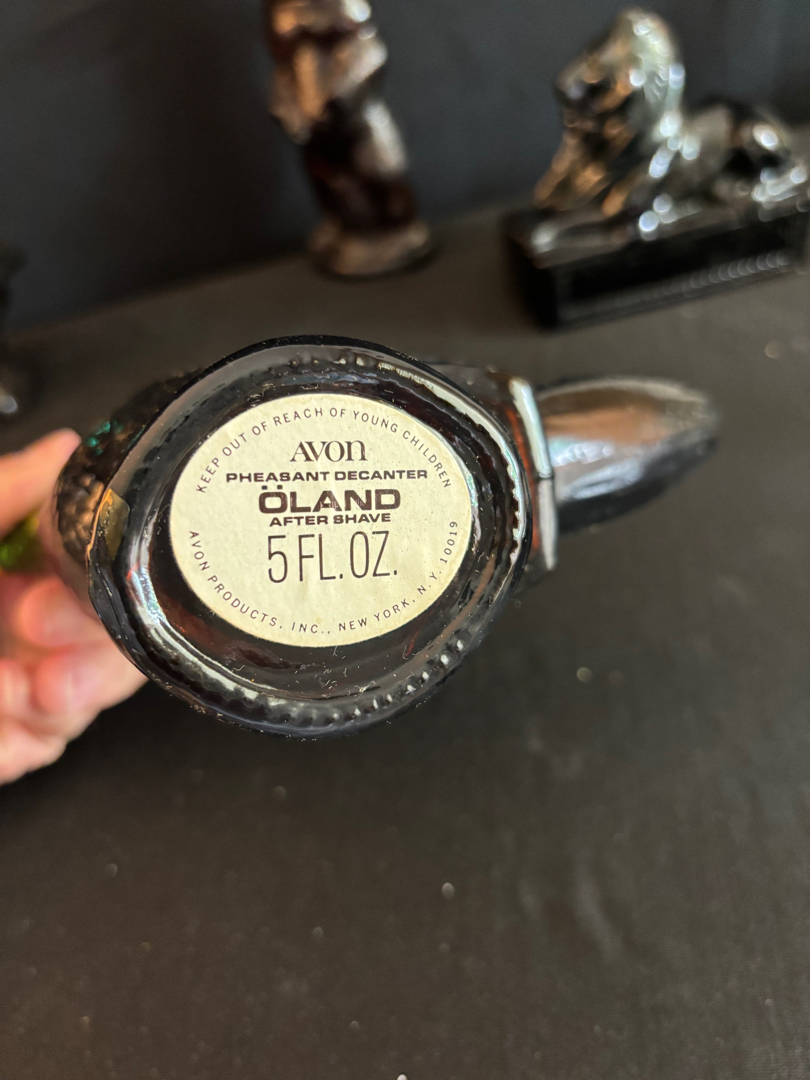 KEEP OUT OF REACH OF YOUNG CHILDREN
AVON
PHEASANT DECANTER
ÖLAND
AFTER SHAVE
5 FL. OZ.
AVON PRODUCTS, INC., NEW YORK, N.Y. 10019